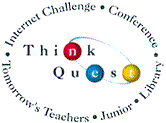 • Internet Challenge • Conference • Library • Junior • Tomorrow's Teachers
Think
Quest